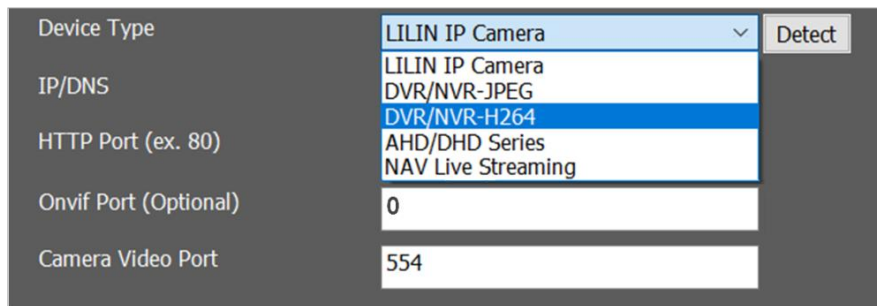 Device Type LILIN IP Camera Detect
LILIN IP Camera
IP/DNS
DVR/NVR-JPEG
DVR/NVR-H264
HTTP Port (ex. 80)
AHD/DHD Series
NAV Live Streaming
Onvif Port (Optional) 0
Camera Video Port 554